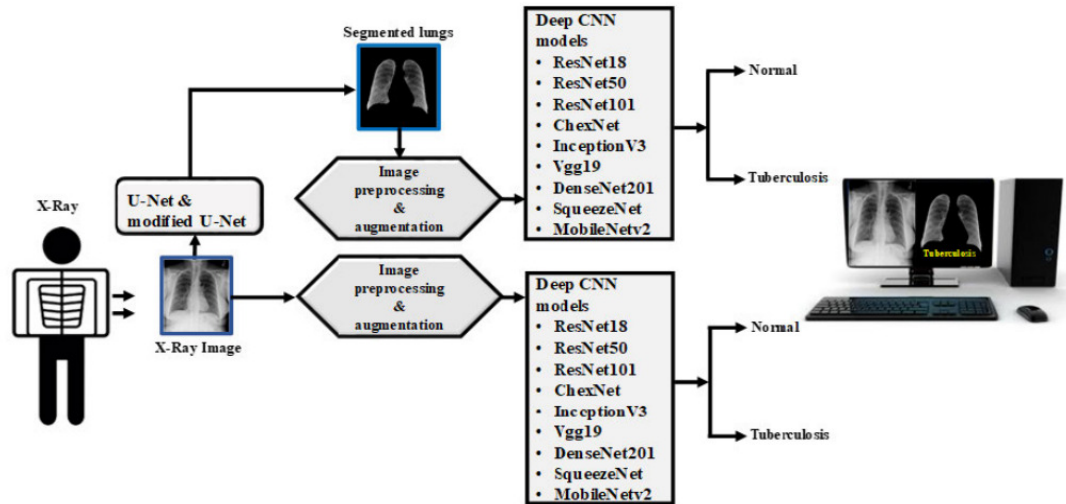 Segmented lungs
Deep CNN
models
• ResNet18
• ResNet50
• ResNet101
• ChexNet
• InceptionV3
• Vgg19
• DenseNet201
• SqueezeNet
• MobileNetv2
Normal
Tuberculosis
Image
preprocessing
&
augmentation
U-Net &
modified U-Net
X-Ray
X-Ray Image
Image
preprocessing
&
augmentation
Deep CNN
models
• ResNet18
• ResNet50
• ResNet101
• ChexNet
• InceptionV3
• Vgg19
• DenseNet201
• SqueezeNet
• MobileNetv2
Normal
Tuberculosis
Tuberculosis